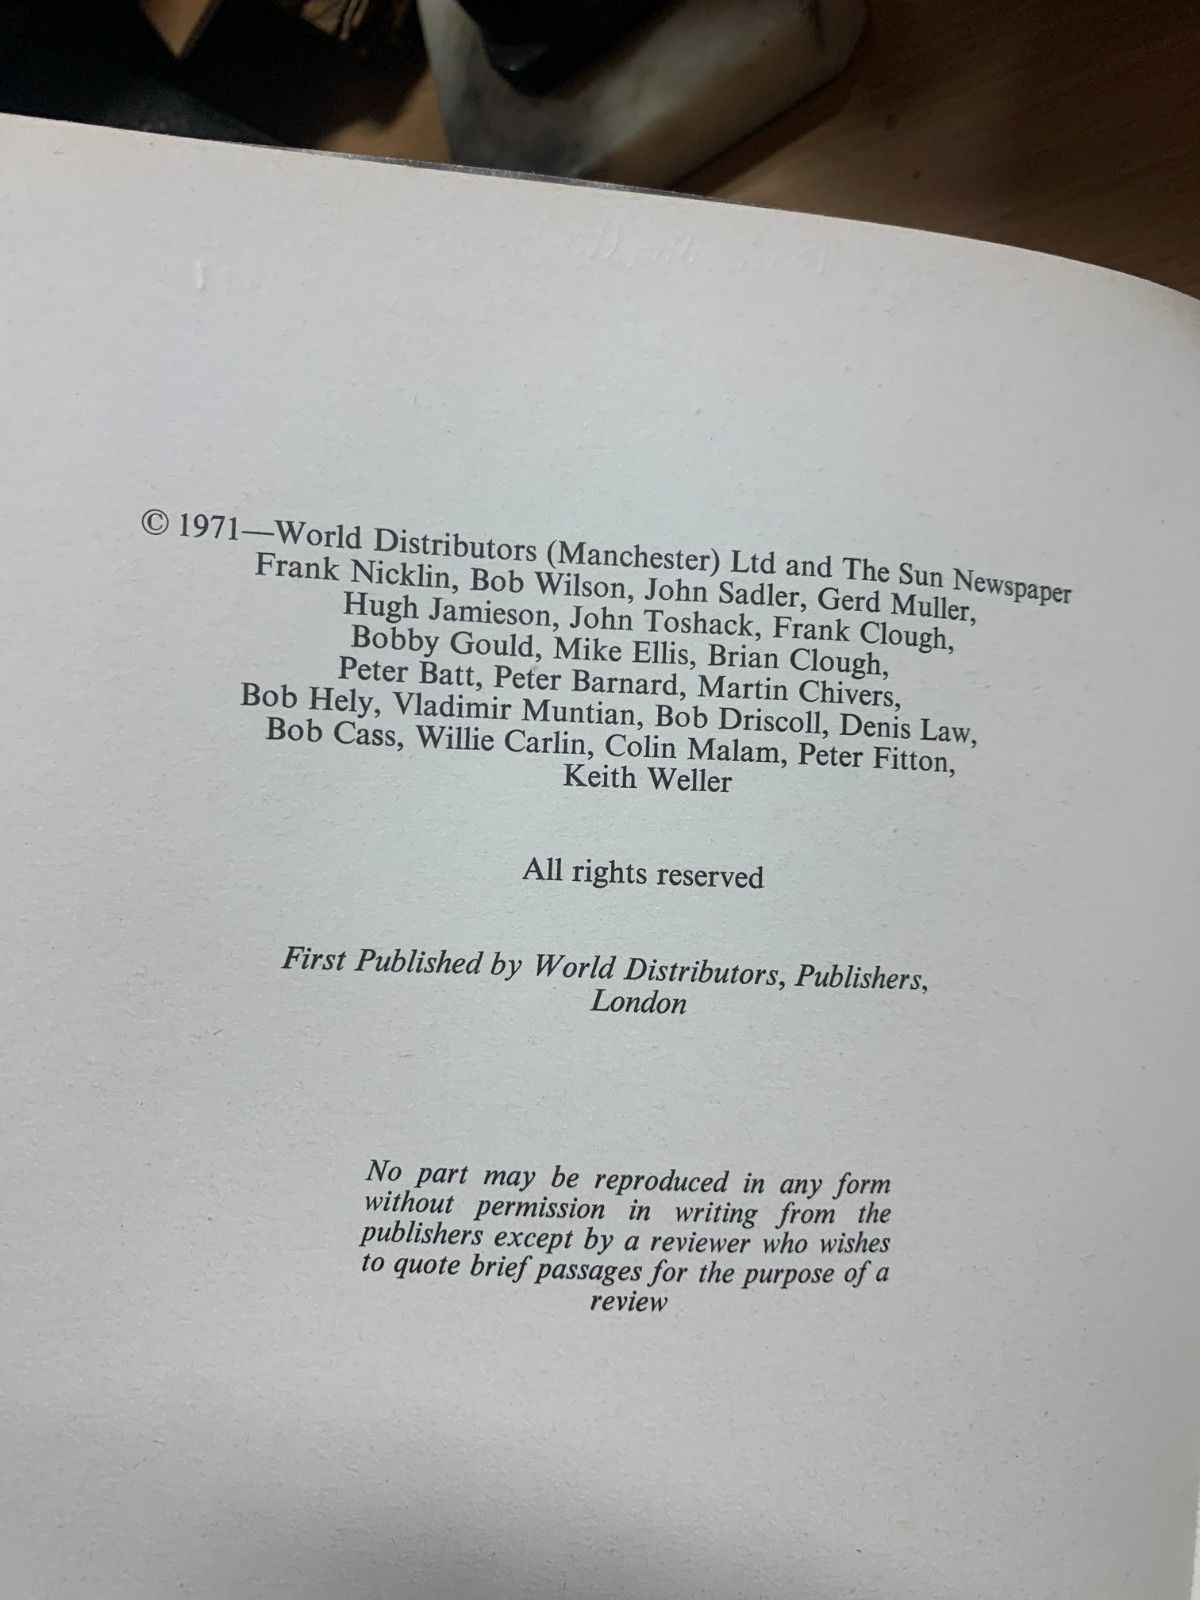 © 1971—World Distributors (Manchester) Ltd and The Sun Newspaper
Frank Nicklin, Bob Wilson, John Sadler, Gerd Muller,
Hugh Jamieson, John Toshack, Frank Clough,
Bobby Gould, Mike Ellis, Brian Clough,
Peter Batt, Peter Barnard, Martin Chivers,
Bob Hely, Vladimir Muntian, Bob Driscoll, Denis Law,
Bob Cass, Willie Carlin, Colin Malam, Peter Fitton,
Keith Weller
All rights reserved
First Published by World Distributors, Publishers,
London
No part may be reproduced in any form
without permission in writing from the
publishers except by a reviewer who wishes
to quote brief passages for the purpose of a
review